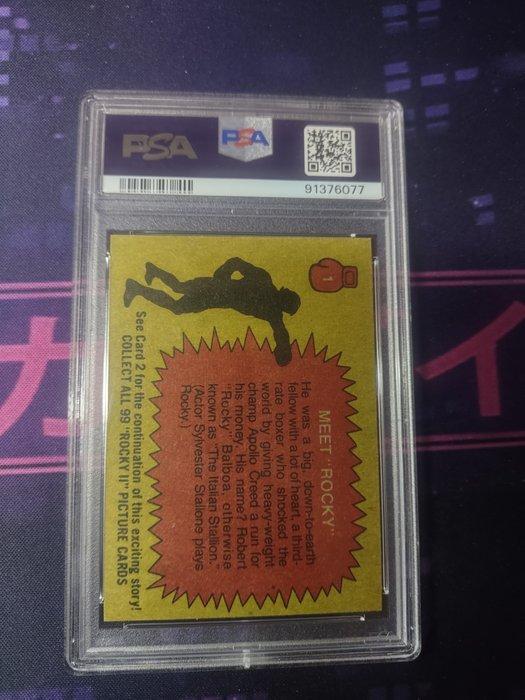 PSA
PSA
91376077
1
MEET "ROCKY"
He was a big, down-to-earth
fellow with a lot of heart, a third-
rate boxer who shocked the
world by giving heavy-weight
champ Apollo Creed a run for
his money. His name? Robert
"Rocky" Balboa, otherwise
known as "The Italian Stallion."
(Actor Sylvester Stallone plays
Rocky.)
See Card 2 for the continuation of this exciting story!
COLLECT ALL 99 "ROCKY II" PICTURE CARDS